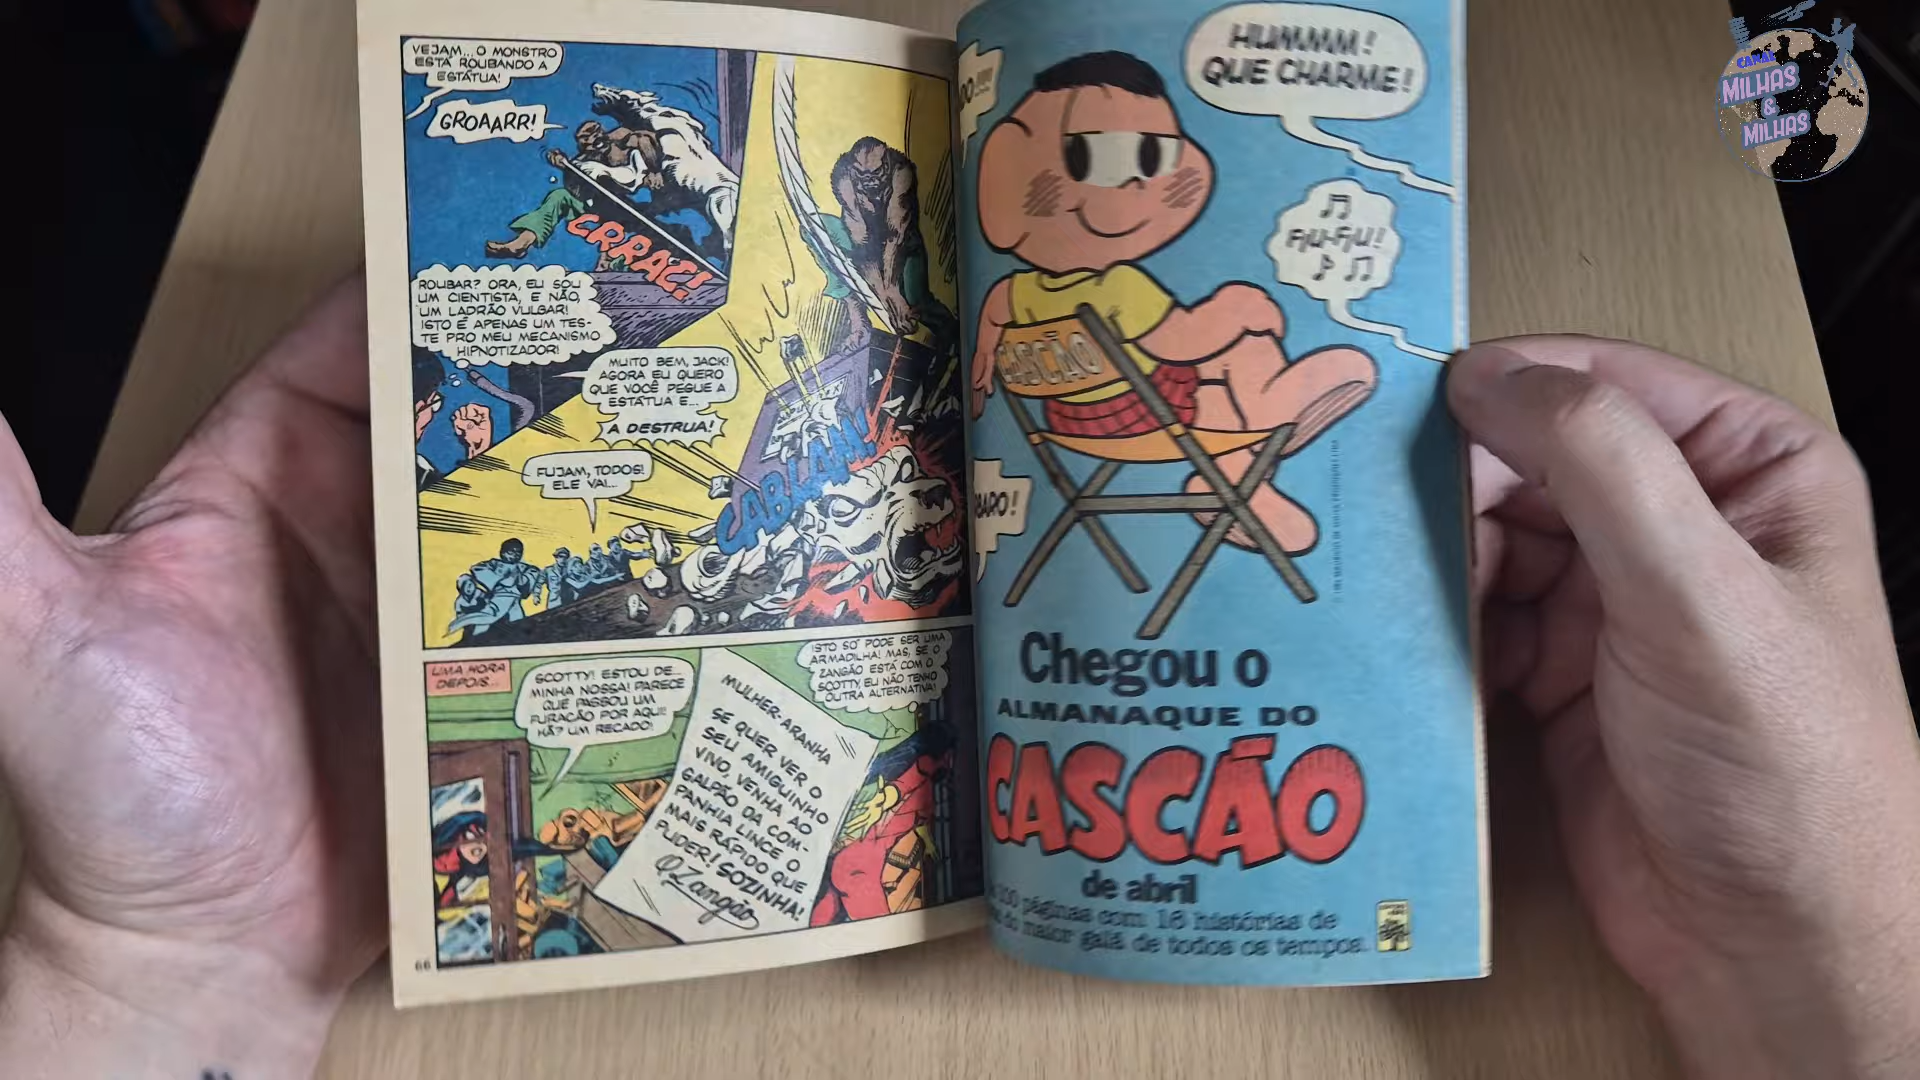 VEJAM... O MONSTRO
ESTÁ ROUBANDO A
ESTÁTUA!
GROAARR!
CRRRAC!
ROUBAR? ORA, EU SOU
UM CIENTISTA, E NÃO,
UM LADRÃO VULGAR!
ISTO É APENAS UM TES-
TE PRO MEU MECANISMO
HIPNOTIZADOR!
MUITO BEM, JACK!
AGORA EU QUERO
QUE VOCÊ PEGUE A
ESTÁTUA E...
A DESTRUA!
FUJAM, TODOS!
ELE VAI...
CABLAM!
UMA HORA
DEPOIS...
SCOTTY! ESTOU DE...
MINHA NOSSA! PARECE
QUE PASSOU UM
FURACÃO POR AQUI!
HÃ? UM RECADO!
MULHER-ARANHA
SE QUER VER O
SEU AMIGUINHO
VIVO, VENHA AO
GALPÃO DA COM-
PANHIA LINCE O
MAIS RÁPIDO QUE
PUDER! SOZINHA!
O Zangão
ISTO SÓ PODE SER UMA
ARMADILHA! MAS, SE O
ZANGÃO ESTÁ COM O
SCOTTY, EU NÃO TENHO
OUTRA ALTERNATIVA!
66
HUMMM!
QUE CHARME!
FIU-FIU!
CASCÃO
BARO!
Chegou o
ALMANAQUE DO
CASCÃO
de abril
100 páginas com 16 histórias de
do maior galã de todos os tempos.
CANAL
MILHAS
&
MILHAS